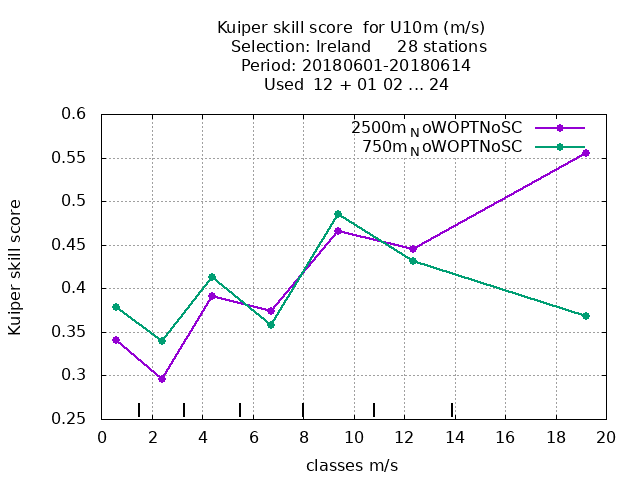 Kuiper skill score  for U10m (m/s)
Selection: Ireland     28 stations
Period: 20180601-20180614
Used  12 + 01 02 ... 24
2500m_NoWOPTNoSC
750m_NoWOPTNoSC
0.6
0.55
0.5
0.45
0.4
0.35
0.3
0.25
Kuiper skill score
0 2 4 6 8 10 12 14 16 18 20
classes m/s